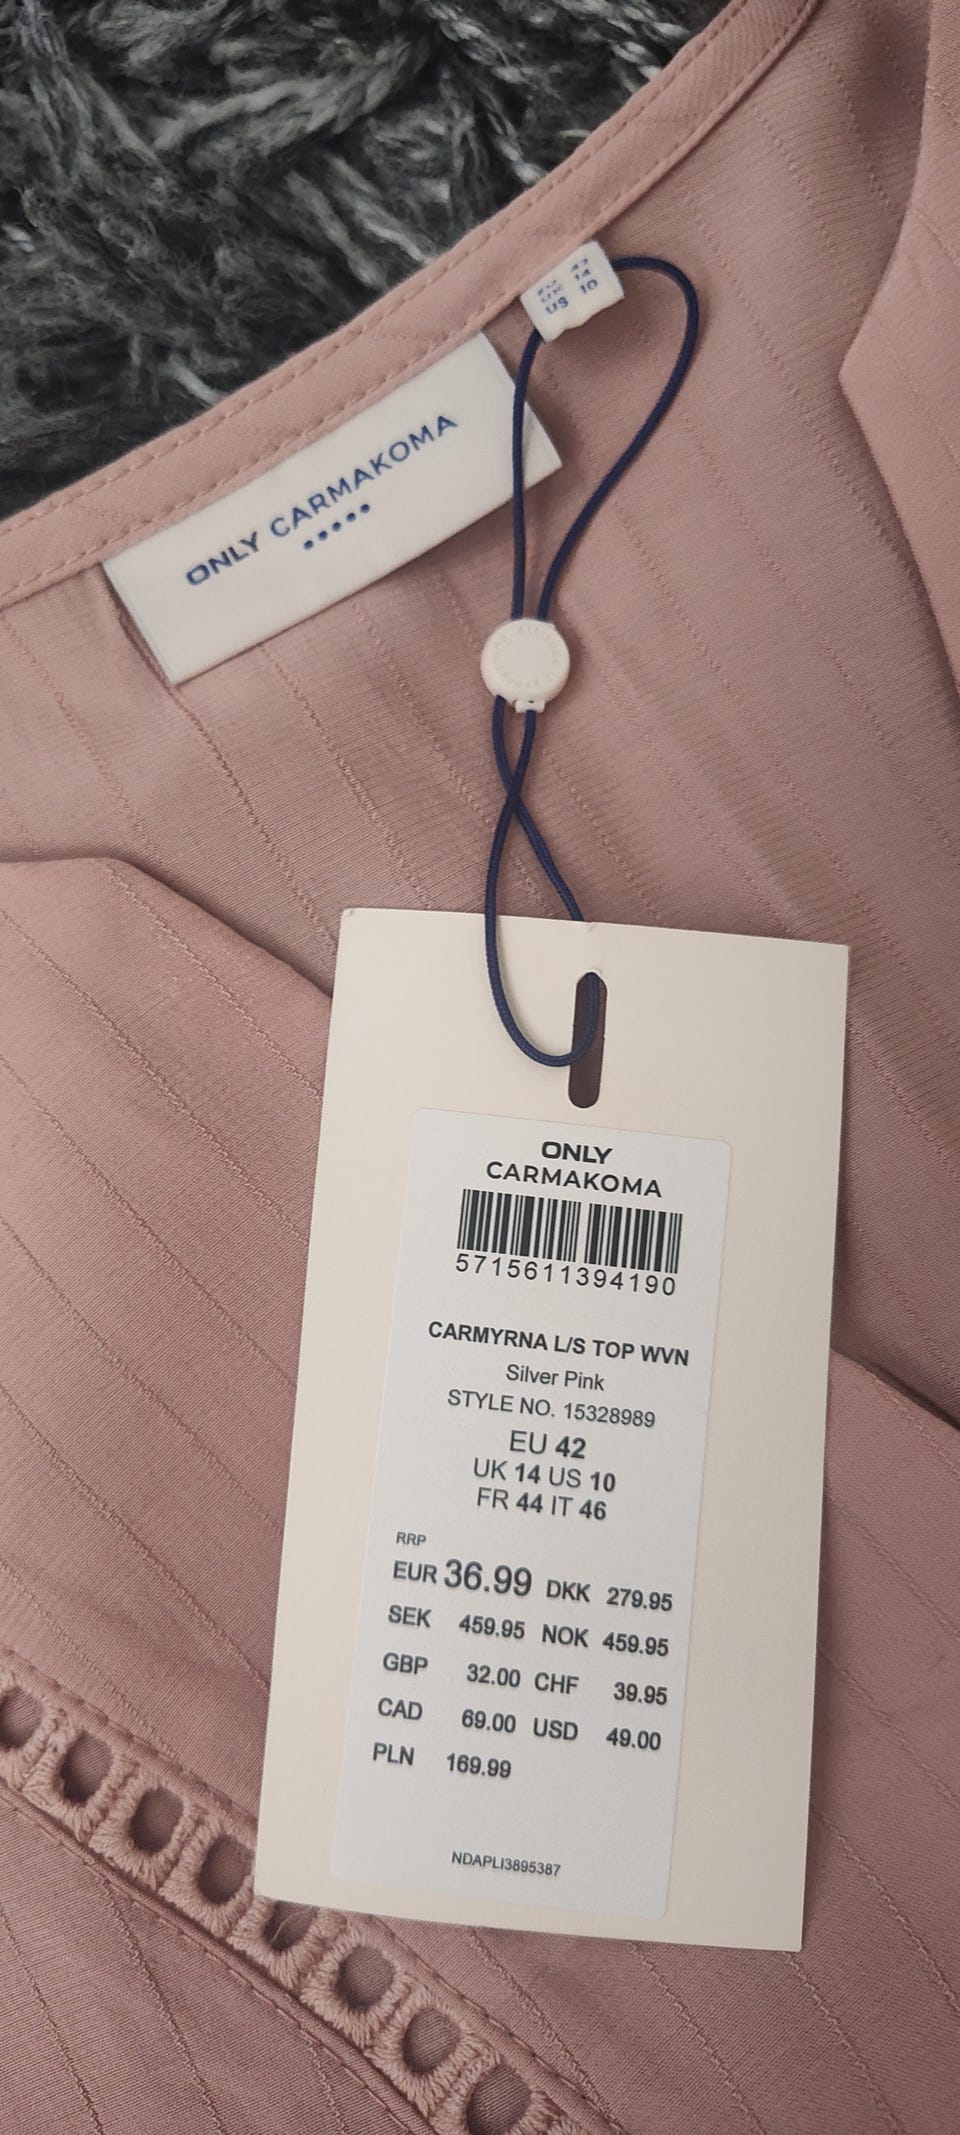 EU 42
UK 14
US 10
ONLY CARMAKOMA
ONLY
CARMAKOMA
5715611394190
CARMYRNA L/S TOP WVN
Silver Pink
STYLE NO. 15328989
EU 42
UK 14 US 10
FR 44 IT 46
RRP
EUR 36.99 DKK 279.95
SEK 459.95 NOK 459.95
GBP 32.00 CHF 39.95
CAD 69.00 USD 49.00
PLN 169.99
NDAPLI3895387